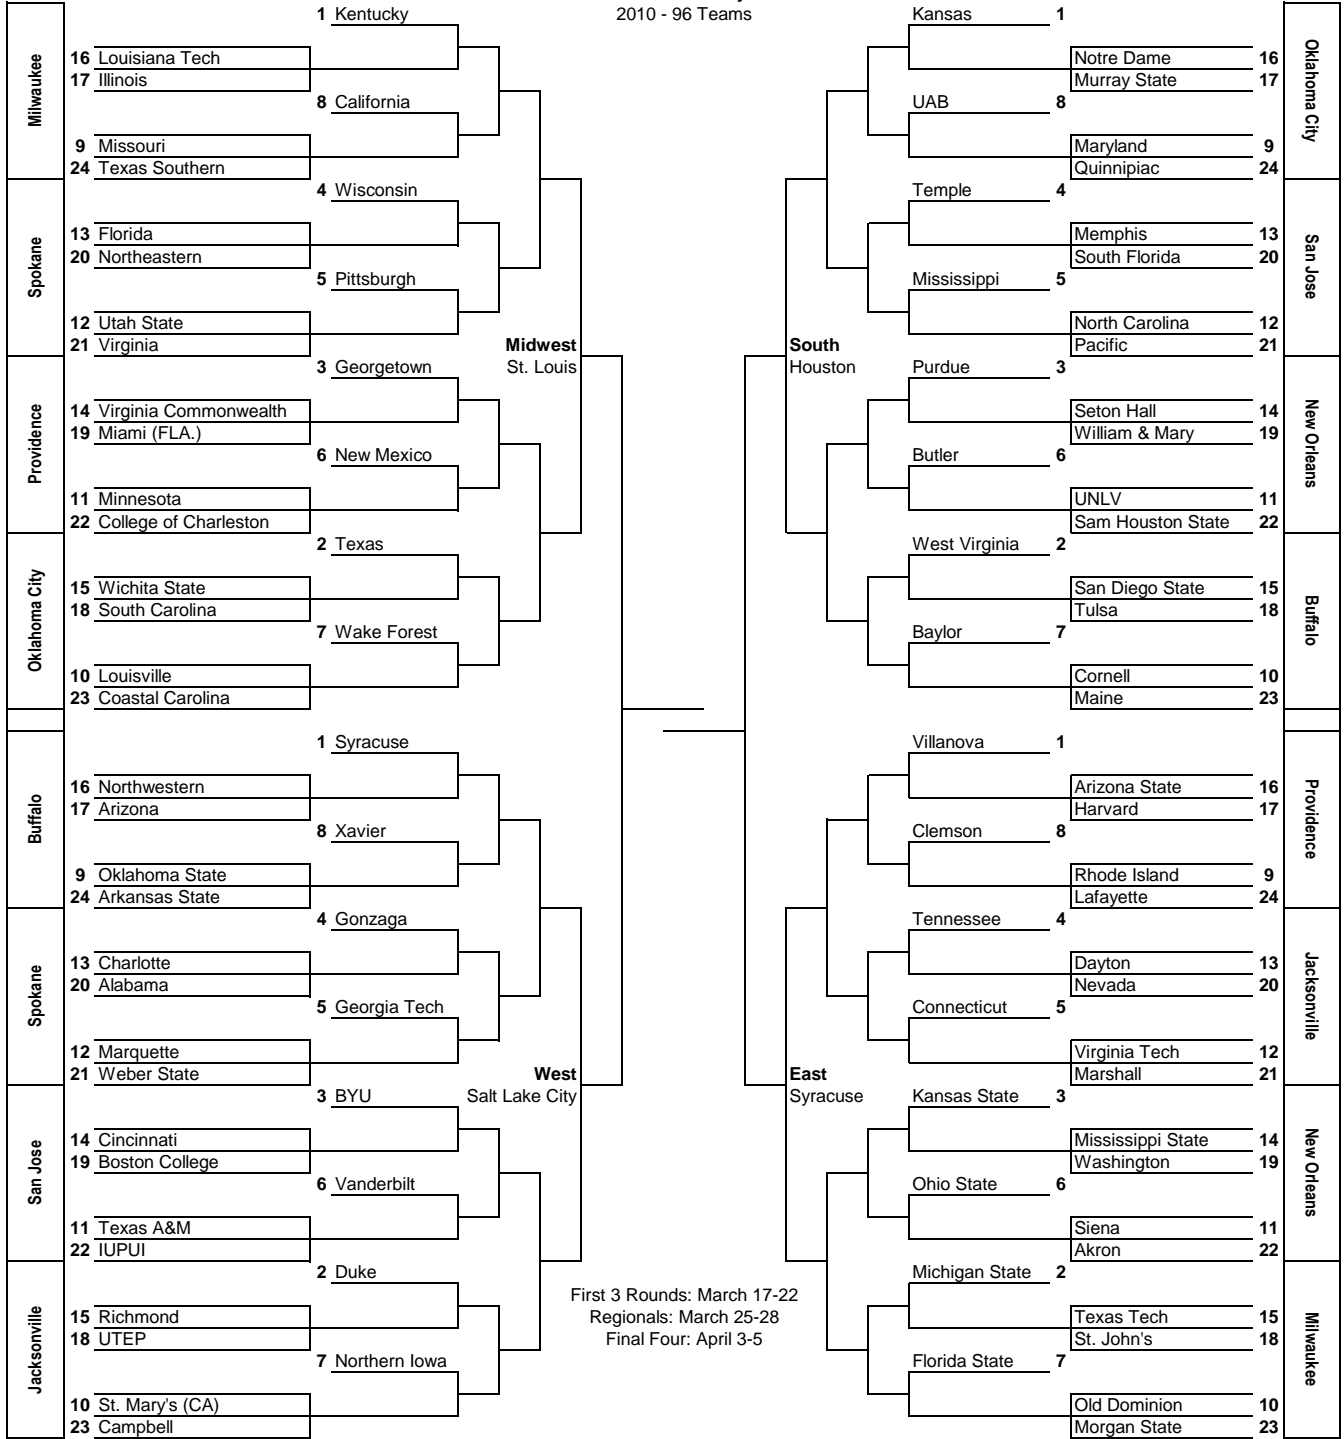 2010 - 96 Teams
Milwaukee
1 Kentucky
16 Louisiana Tech
17 Illinois
8 California
9 Missouri
24 Texas Southern
Spokane
4 Wisconsin
13 Florida
20 Northeastern
5 Pittsburgh
12 Utah State
21 Virginia
Midwest
St. Louis
Providence
3 Georgetown
14 Virginia Commonwealth
19 Miami (FLA.)
6 New Mexico
11 Minnesota
22 College of Charleston
Oklahoma City
2 Texas
15 Wichita State
18 South Carolina
7 Wake Forest
10 Louisville
23 Coastal Carolina
Buffalo
1 Syracuse
16 Northwestern
17 Arizona
8 Xavier
9 Oklahoma State
24 Arkansas State
Spokane
4 Gonzaga
13 Charlotte
20 Alabama
5 Georgia Tech
12 Marquette
21 Weber State
West
Salt Lake City
San Jose
3 BYU
14 Cincinnati
19 Boston College
6 Vanderbilt
11 Texas A&M
22 IUPUI
Jacksonville
2 Duke
15 Richmond
18 UTEP
7 Northern Iowa
10 St. Mary's (CA)
23 Campbell
First 3 Rounds: March 17-22
Regionals: March 25-28
Final Four: April 3-5
Kansas 1
Notre Dame 16
Murray State 17
UAB 8
Maryland 9
Quinnipiac 24
Oklahoma City
Temple 4
Memphis 13
South Florida 20
Mississippi 5
North Carolina 12
Pacific 21
San Jose
South
Houston
Purdue 3
Seton Hall 14
William & Mary 19
Butler 6
UNLV 11
Sam Houston State 22
New Orleans
West Virginia 2
San Diego State 15
Tulsa 18
Baylor 7
Cornell 10
Maine 23
Buffalo
Villanova 1
Arizona State 16
Harvard 17
Clemson 8
Rhode Island 9
Lafayette 24
Providence
Tennessee 4
Dayton 13
Nevada 20
Connecticut 5
Virginia Tech 12
Marshall 21
Jacksonville
East
Syracuse
Kansas State 3
Mississippi State 14
Washington 19
Ohio State 6
Siena 11
Akron 22
New Orleans
Michigan State 2
Texas Tech 15
St. John's 18
Florida State 7
Old Dominion 10
Morgan State 23
Milwaukee